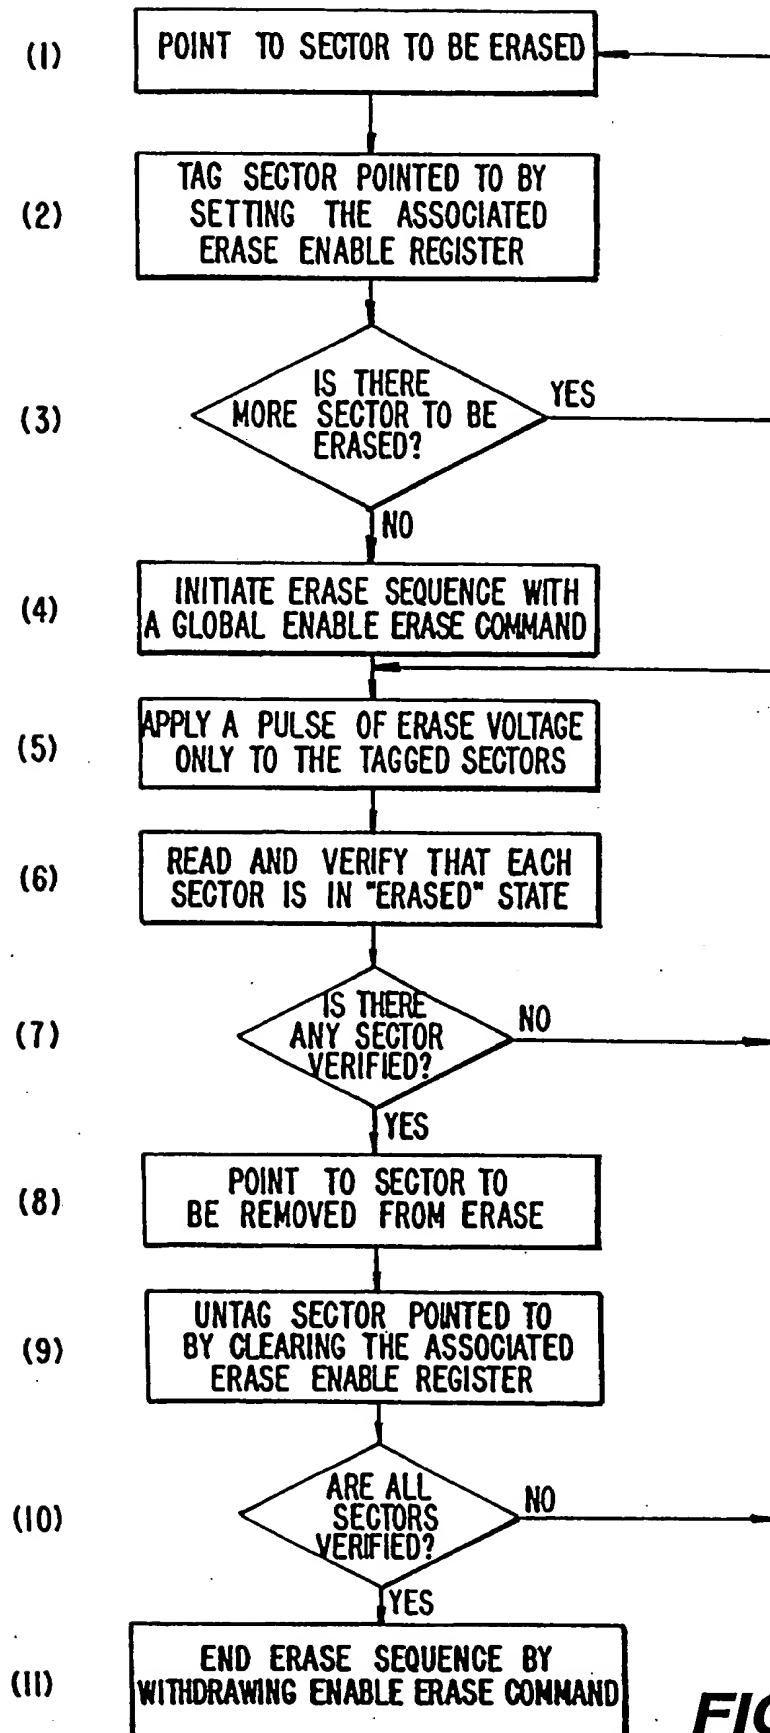 (1)
POINT TO SECTOR TO BE ERASED
(2)
TAG SECTOR POINTED TO BY
SETTING THE ASSOCIATED
ERASE ENABLE REGISTER
(3)
IS THERE
MORE SECTOR TO BE
ERASED?
YES
NO
(4)
INITIATE ERASE SEQUENCE WITH
A GLOBAL ENABLE ERASE COMMAND
(5)
APPLY A PULSE OF ERASE VOLTAGE
ONLY TO THE TAGGED SECTORS
(6)
READ AND VERIFY THAT EACH
SECTOR IS IN "ERASED" STATE
(7)
IS THERE
ANY SECTOR
VERIFIED?
NO
YES
(8)
POINT TO SECTOR TO
BE REMOVED FROM ERASE
(9)
UNTAG SECTOR POINTED TO
BY CLEARING THE ASSOCIATED
ERASE ENABLE REGISTER
(10)
ARE ALL
SECTORS
VERIFIED?
NO
YES
(11)
END ERASE SEQUENCE BY
WITHDRAWING ENABLE ERASE COMMAND
FIG